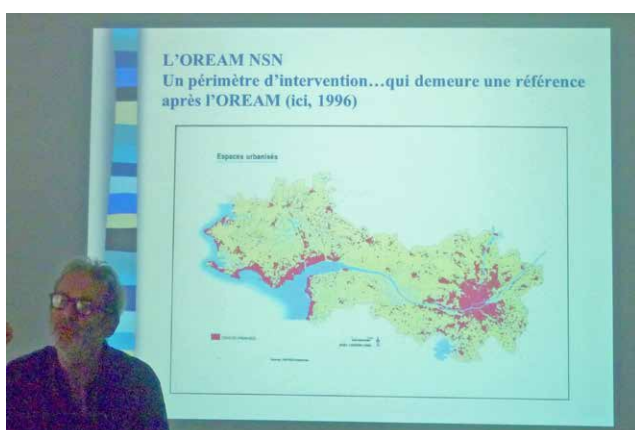 L'OREAM NSN
Un périmètre d'intervention…qui demeure une référence
après l'OREAM (ici, 1996)
Espaces urbanisés